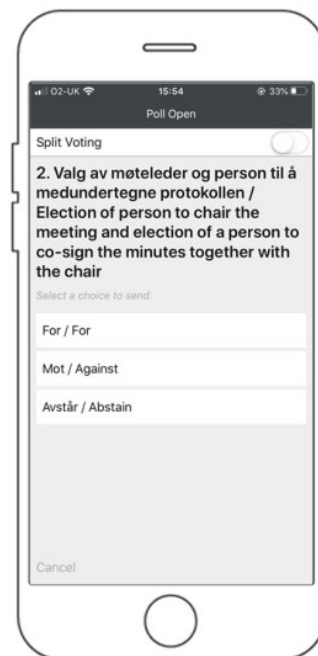 O2-UK 15:54 33%
Poll Open
Split Voting
2. Valg av møteleder og person til å
medundertegne protokollen /
Election of person to chair the
meeting and election of a person to
co-sign the minutes together with
the chair
Select a choice to send.
For / For
Mot / Against
Avstår / Abstain
Cancel